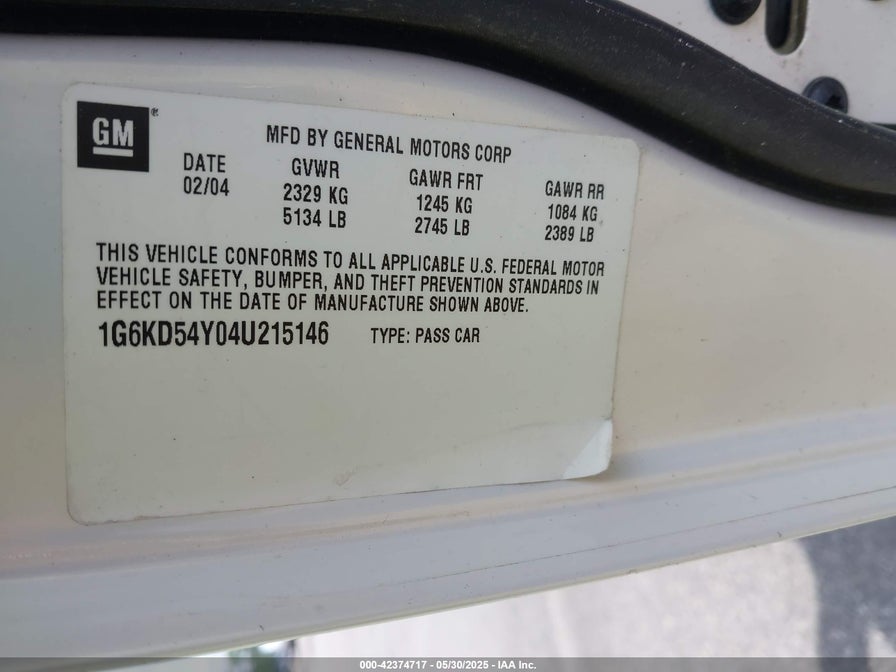 GM®
MFD BY GENERAL MOTORS CORP
DATE GVWR GAWR FRT GAWR RR
02/04 2329 KG 1245 KG 1084 KG
5134 LB 2745 LB 2389 LB
THIS VEHICLE CONFORMS TO ALL APPLICABLE U.S. FEDERAL MOTOR
VEHICLE SAFETY, BUMPER, AND THEFT PREVENTION STANDARDS IN
EFFECT ON THE DATE OF MANUFACTURE SHOWN ABOVE.
1G6KD54Y04U215146 TYPE: PASS CAR
000-42374717 - 05/30/2025 - IAA Inc.